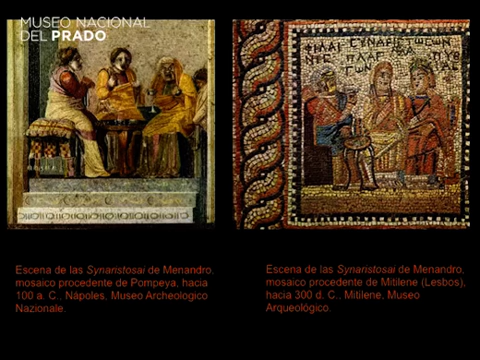 MUSEO NACIONAL
DEL PRADO
ΣΥΝΑΡΙΣΤΩΣΩΝ
Escena de las Synaristosai de Menandro,
mosaico procedente de Pompeya, hacia
100 a. C., Nápoles, Museo Archeologico
Nazionale.
Escena de las Synaristosai de Menandro,
mosaico procedente de Mitilene (Lesbos),
hacia 300 d. C., Mitilene, Museo
Arqueológico.